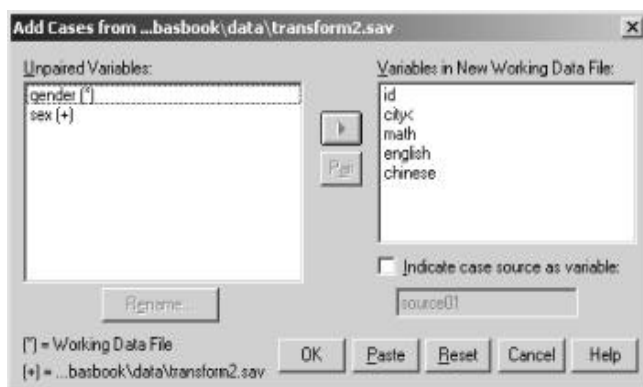 Add Cases from ...basbook\data\transform2.sav
Unpaired Variables:
gender (*)
sex (+)
Pair
Rename...
Variables in New Working Data File:
id
city<
math
english
chinese
Indicate case source as variable:
source01
(*) = Working Data File
(+) = ...basbook\data\transform2.sav
OK
Paste
Reset
Cancel
Help